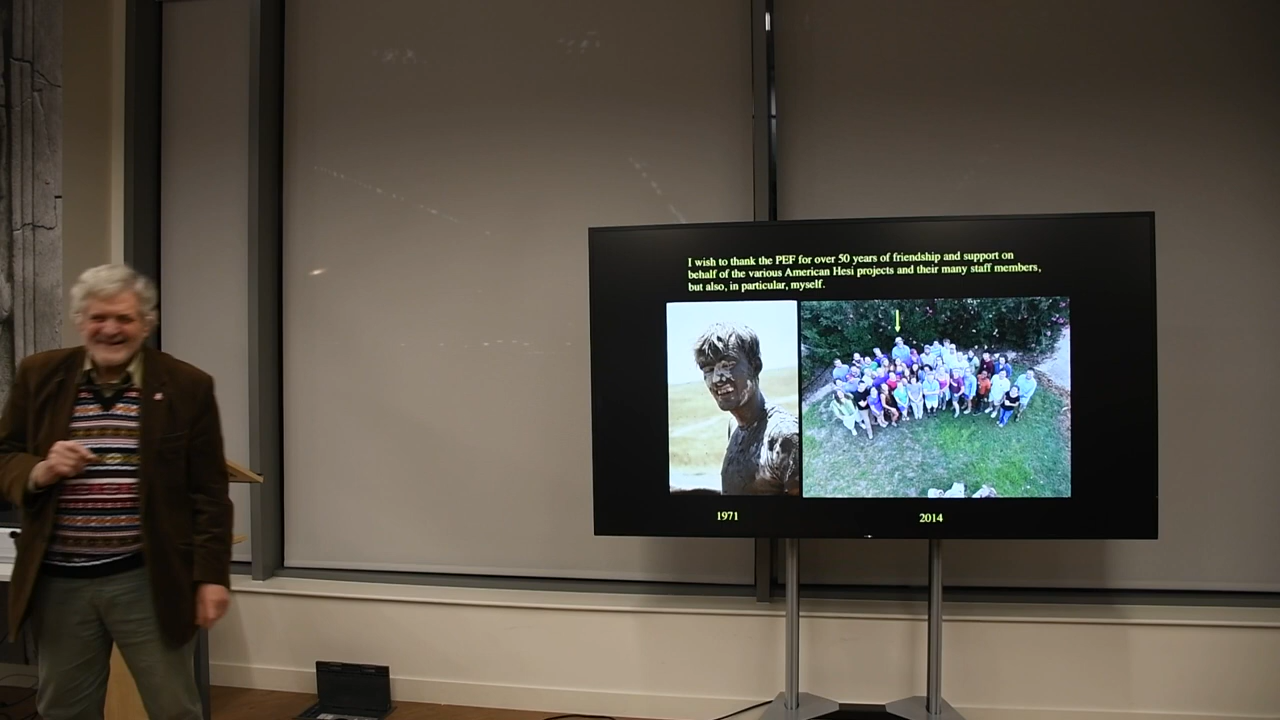 I wish to thank the PEF for over 50 years of friendship and support on
behalf of the various American Hesi projects and their many staff members,
but also, in particular, myself.
1971
2014